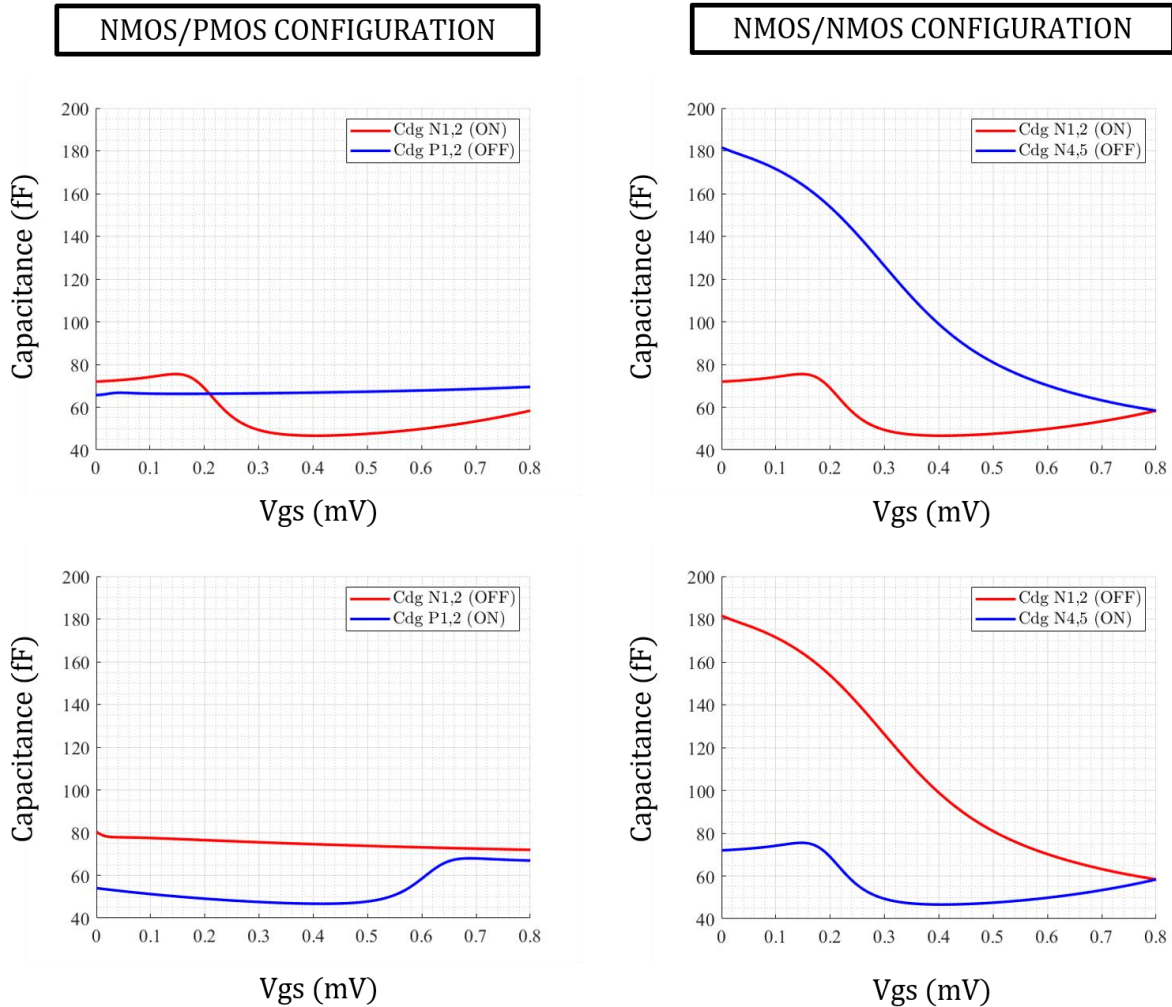 NMOS/PMOS CONFIGURATION
NMOS/NMOS CONFIGURATION
200
180
160
140
120
100
80
60
40
Capacitance (fF)
Cdg N1,2 (ON)
Cdg P1,2 (OFF)
0 0.1 0.2 0.3 0.4 0.5 0.6 0.7 0.8
Vgs (mV)
200
180
160
140
120
100
80
60
40
Capacitance (fF)
Cdg N1,2 (ON)
Cdg N4,5 (OFF)
0 0.1 0.2 0.3 0.4 0.5 0.6 0.7 0.8
Vgs (mV)
200
180
160
140
120
100
80
60
40
Capacitance (fF)
Cdg N1,2 (OFF)
Cdg P1,2 (ON)
0 0.1 0.2 0.3 0.4 0.5 0.6 0.7 0.8
Vgs (mV)
200
180
160
140
120
100
80
60
40
Capacitance (fF)
Cdg N1,2 (OFF)
Cdg N4,5 (ON)
0 0.1 0.2 0.3 0.4 0.5 0.6 0.7 0.8
Vgs (mV)